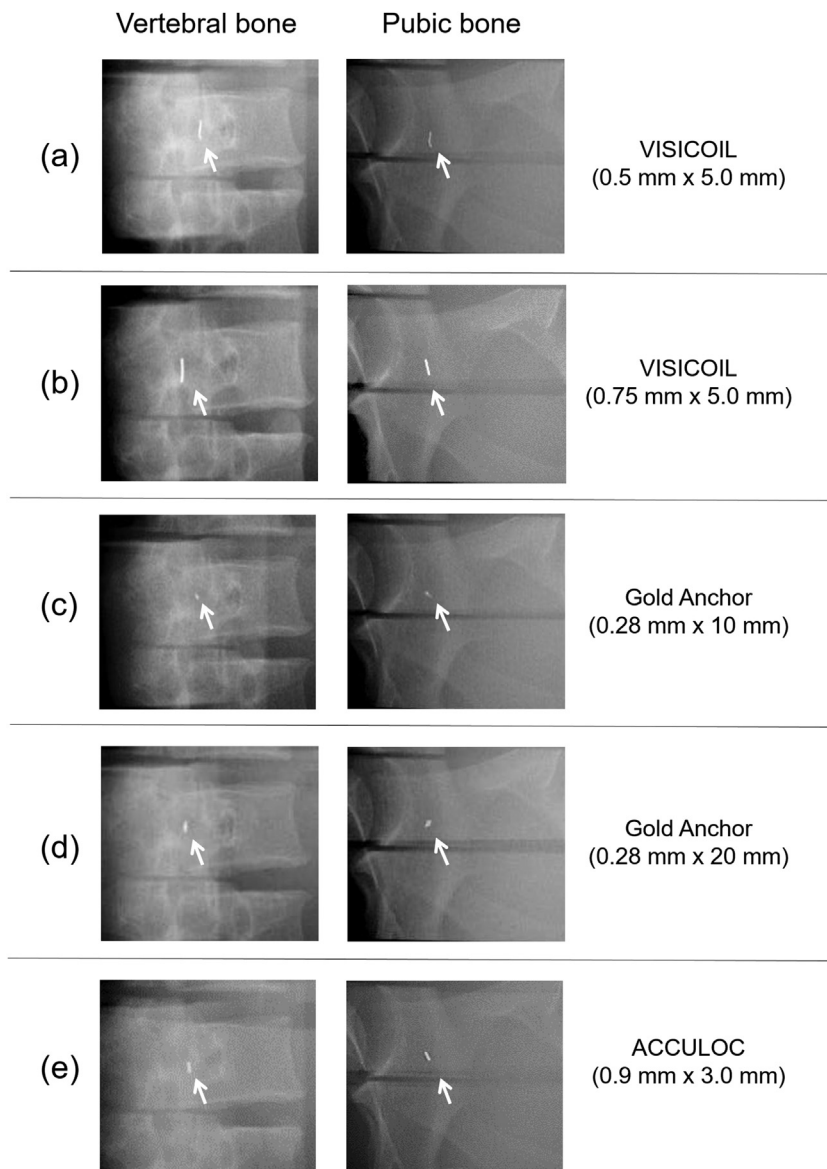 Vertebral bone
Pubic bone
(a)
VISICOIL
(0.5 mm x 5.0 mm)
(b)
VISICOIL
(0.75 mm x 5.0 mm)
(c)
Gold Anchor
(0.28 mm x 10 mm)
(d)
Gold Anchor
(0.28 mm x 20 mm)
(e)
ACCULOC
(0.9 mm x 3.0 mm)